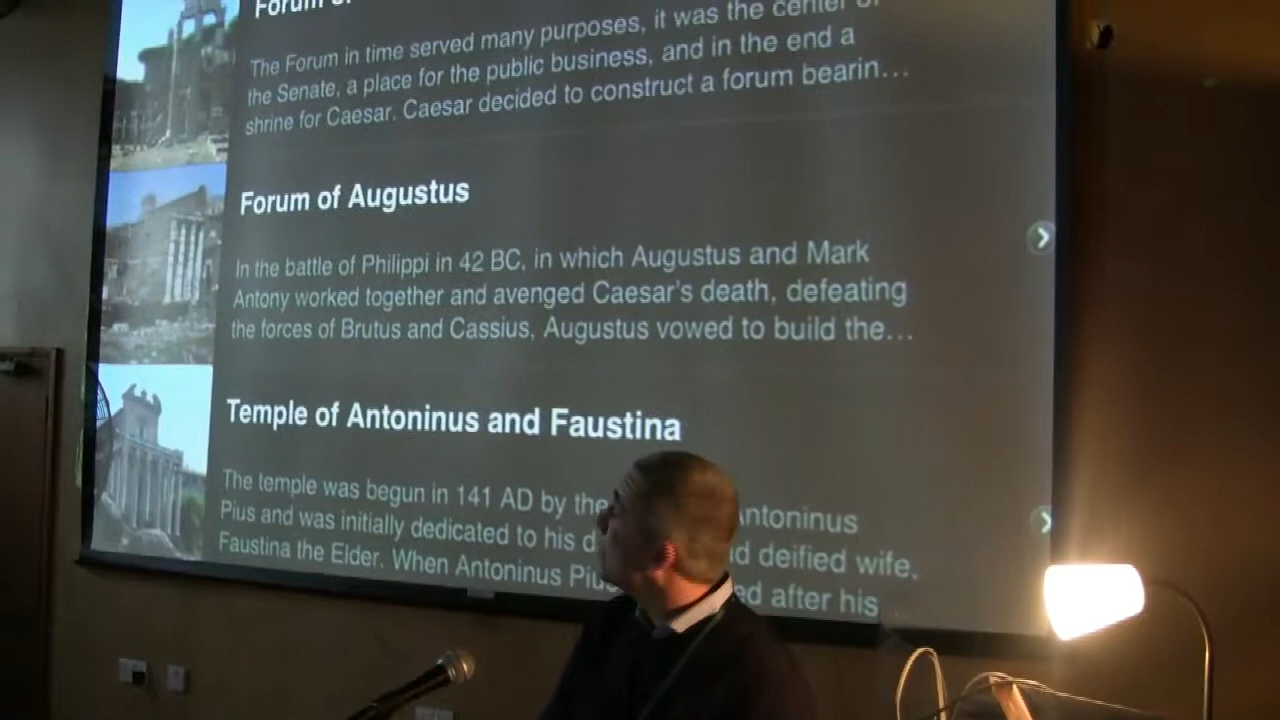 Forum of
The Forum in time served many purposes, it was the center of
the Senate, a place for the public business, and in the end a
shrine for Caesar. Caesar decided to construct a forum bearin...
Forum of Augustus
In the battle of Philippi in 42 BC, in which Augustus and Mark
Antony worked together and avenged Caesar's death, defeating
the forces of Brutus and Cassius, Augustus vowed to build the...
Temple of Antoninus and Faustina
The temple was begun in 141 AD by the ntoninus
Pius and was initially dedicated to his d d deified wife,
Faustina the Elder. When Antoninus Piu ed after his